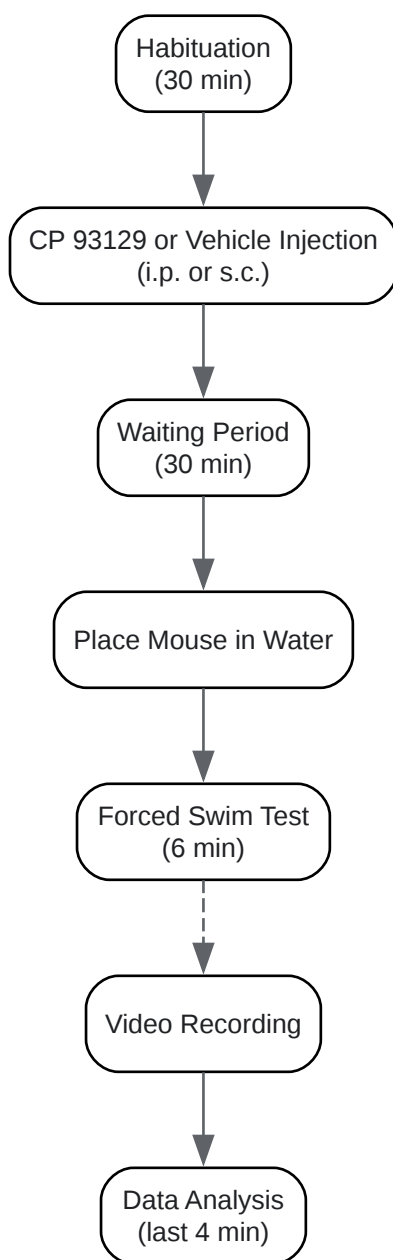 Habituation
(30 min)
CP 93129 or Vehicle Injection
(i.p. or s.c.)
Waiting Period
(30 min)
Place Mouse in Water
Forced Swim Test
(6 min)
Video Recording
Data Analysis
(last 4 min)